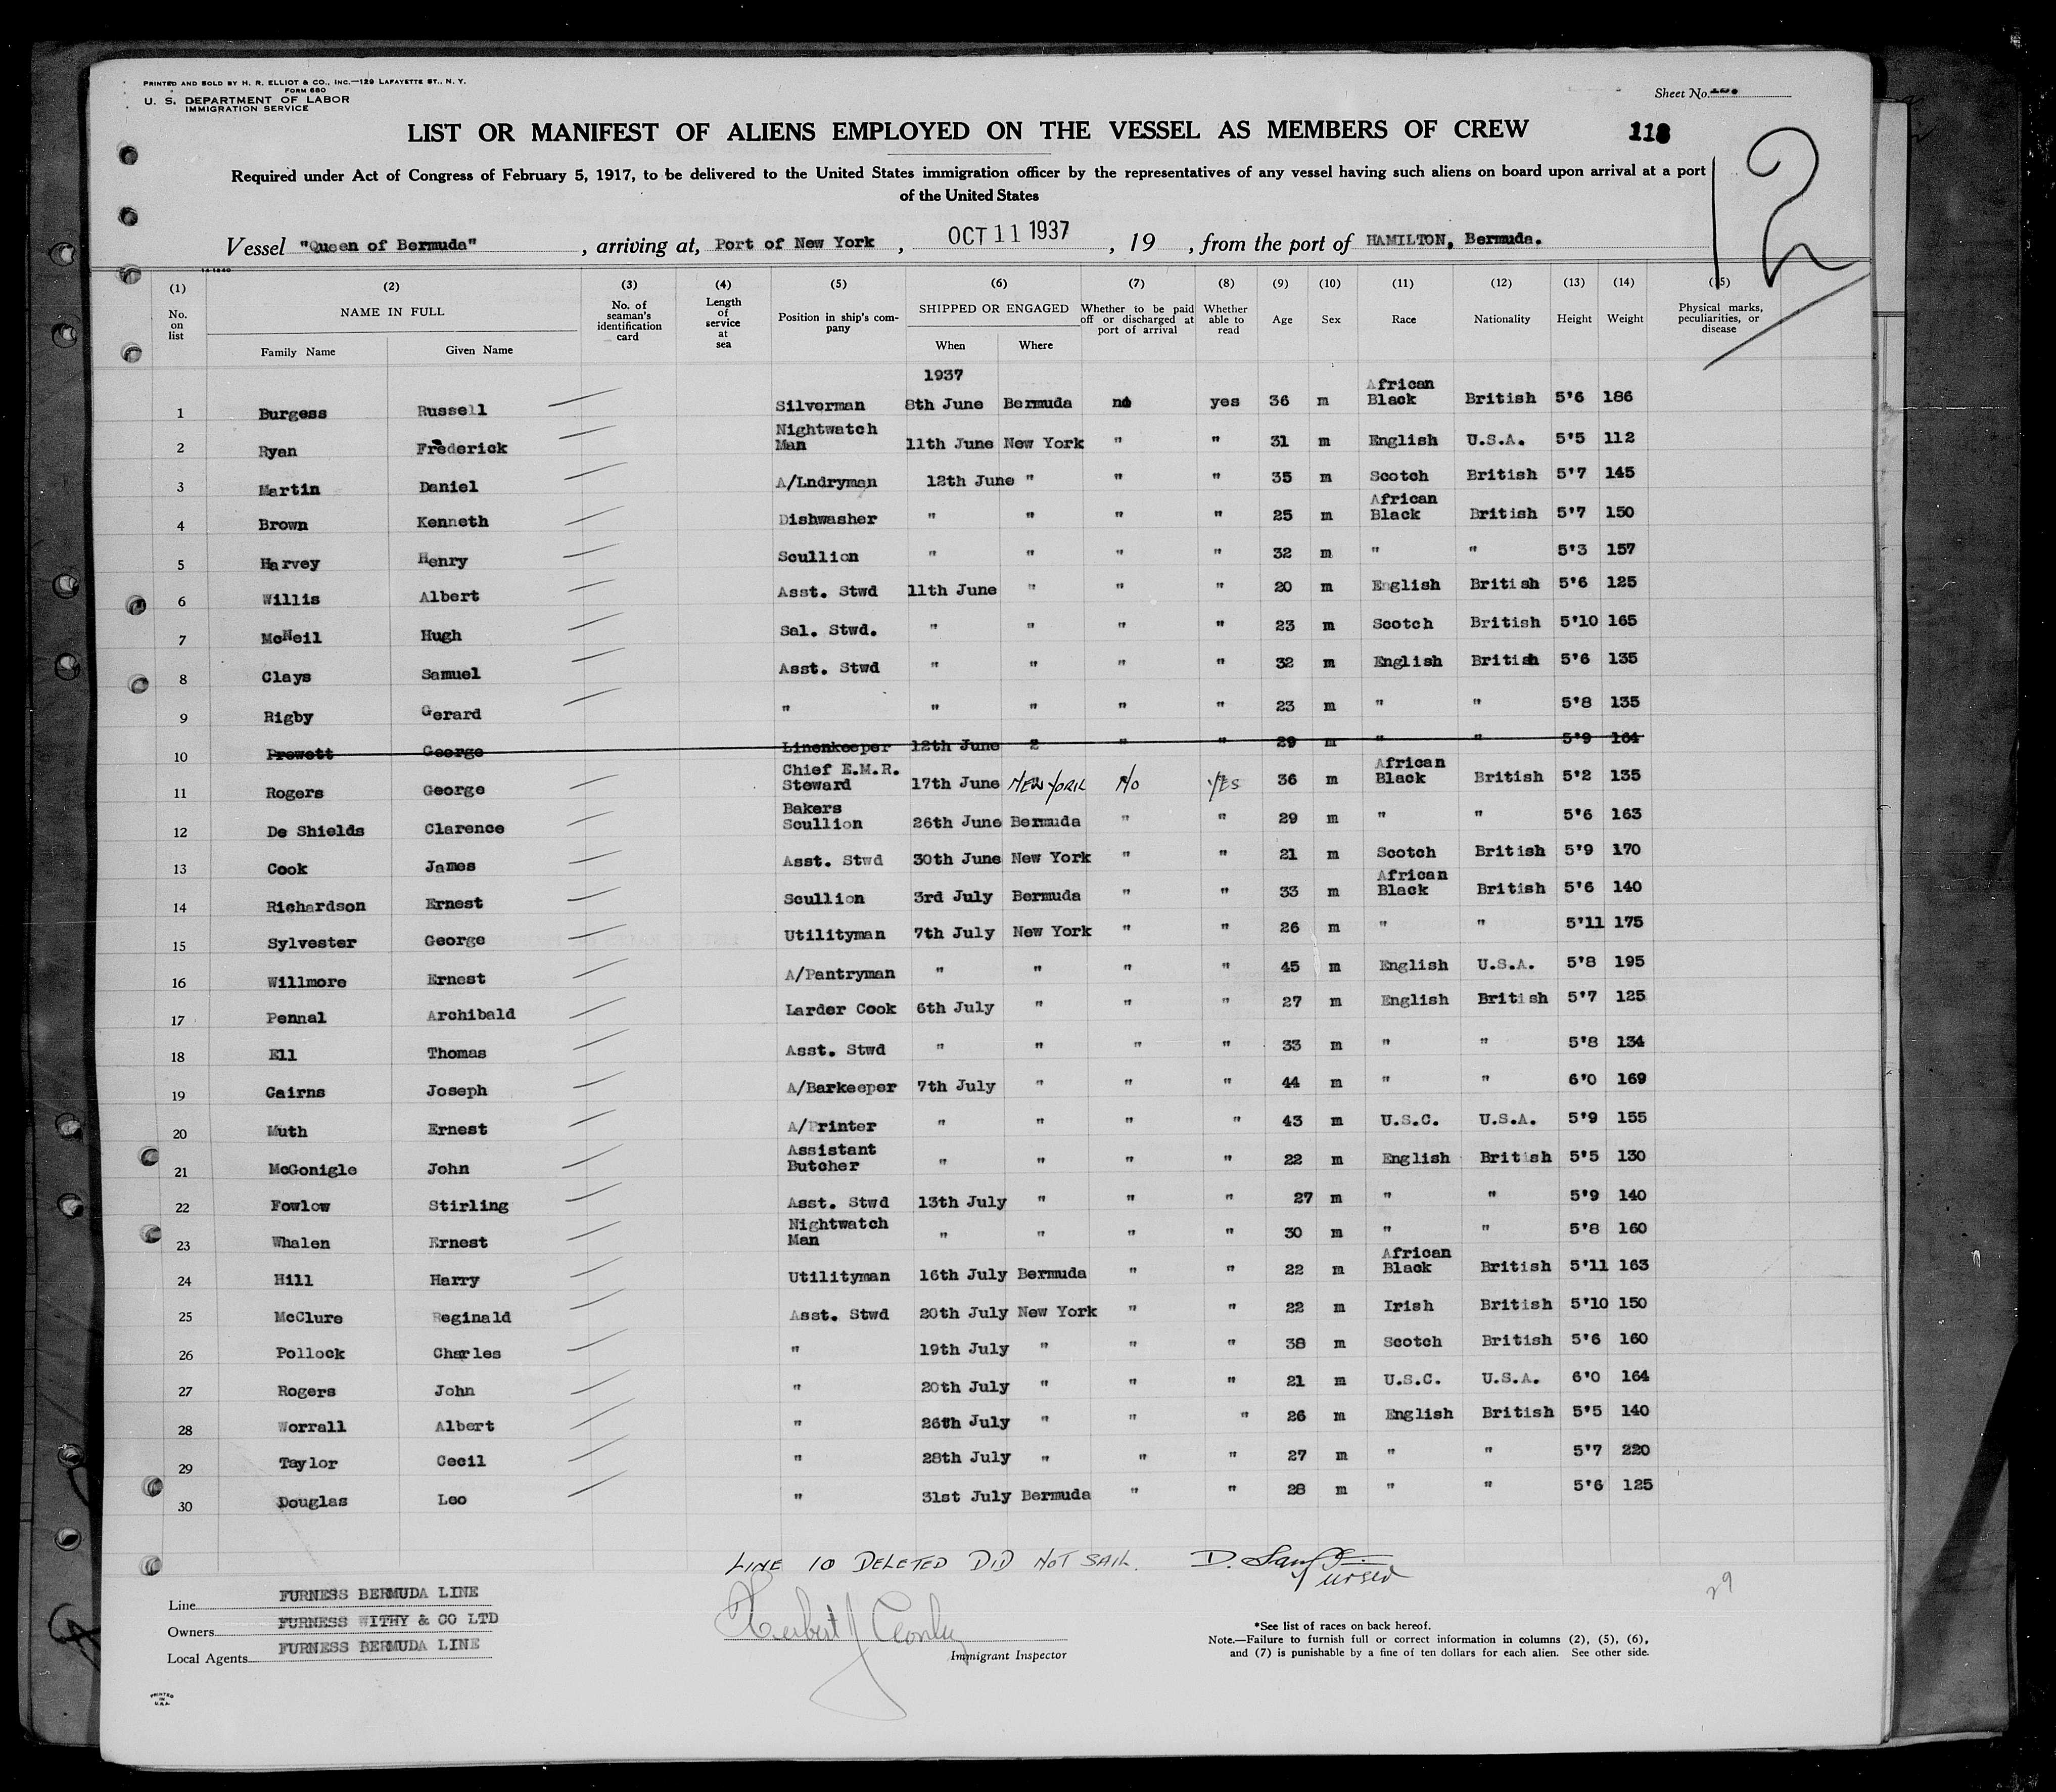 PRINTED AND SOLD BY H. R. ELLIOT & CO., INC.—129 LAFAYETTE ST., N. Y.
FORM 680
U. S. DEPARTMENT OF LABOR
IMMIGRATION SERVICE
Sheet No.
LIST OR MANIFEST OF ALIENS EMPLOYED ON THE VESSEL AS MEMBERS OF CREW
118
12
Required under Act of Congress of February 5, 1917, to be delivered to the United States immigration officer by the representatives of any vessel having such aliens on board upon arrival at a port
of the United States
Vessel "Queen of Bermuda", arriving at, Port of New York, OCT 11 1937, 19 , from the port of HAMILTON, Bermuda.
(1) (2) (3) (4) (5) (6) (7) (8) (9) (10) (11) (12) (13) (14) (15)
No. on list NAME IN FULL Family Name Given Name No. of seaman's identification card Length of service at sea Position in ship's company SHIPPED OR ENGAGED When Where Whether to be paid off or discharged at port of arrival Whether able to read Age Sex Race Nationality Height Weight Physical marks, peculiarities, or disease
1937
1 Burgess Russell Silverman 8th June Bermuda no yes 36 m African Black British 5'6 186
2 Ryan Frederick Nightwatch Man 11th June New York " " 31 m English U.S.A. 5'5 112
3 Martin Daniel A/Lndryman 12th June " " " 35 m Scotch British 5'7 145
4 Brown Kenneth Dishwasher " " " " 25 m African Black British 5'7 150
5 Harvey Henry Scullion " " " " 32 m " " 5'3 157
6 Willis Albert Asst. Stwd 11th June " " " 20 m English British 5'6 125
7 McNeil Hugh Sal. Stwd. " " " " 23 m Scotch British 5'10 165
8 Clays Samuel Asst. Stwd " " " " 32 m English British 5'6 135
9 Rigby Gerard " " " " " 23 m " " 5'8 135
10 Prewett George Linenkeeper 12th June 2 " " 29 m " " 5'9 164
11 Rogers George Chief E.M.R. Steward 17th June NEW YORK NO YES 36 m African Black British 5'2 135
12 De Shields Clarence Bakers Scullion 26th June Bermuda " " 29 m " " 5'6 163
13 Cook James Asst. Stwd 30th June New York " " 21 m Scotch British 5'9 170
14 Richardson Ernest Scullion 3rd July Bermuda " " 33 m African Black British 5'6 140
15 Sylvester George Utilityman 7th July New York " " 26 m " " 5'11 175
16 Willmore Ernest A/Pantryman " " " " 45 m English U.S.A. 5'8 195
17 Pennal Archibald Larder Cook 6th July " " " 27 m English British 5'7 125
18 Ell Thomas Asst. Stwd " " " " 33 m " " 5'8 134
19 Cairns Joseph A/Barkeeper 7th July " " " 44 m " " 6'0 169
20 Muth Ernest A/Printer " " " " 43 m U.S.C. U.S.A. 5'9 155
21 McGonigle John Assistant Butcher " " " " 22 m English British 5'5 130
22 Fowlow Stirling Asst. Stwd 13th July " " " 27 m " " 5'9 140
23 Whalen Ernest Nightwatch Man " " " " 30 m " " 5'8 160
24 Hill Harry Utilityman 16th July Bermuda " " 22 m African Black British 5'11 163
25 McClure Reginald Asst. Stwd 20th July New York " " 22 m Irish British 5'10 150
26 Pollock Charles " 19th July " " " 38 m Scotch British 5'6 160
27 Rogers John " 20th July " " " 21 m U.S.C. U.S.A. 6'0 164
28 Worrall Albert " 26th July " " " 26 m English British 5'5 140
29 Taylor Cecil " 28th July " " " 27 m " " 5'7 220
30 Douglas Leo " 31st July Bermuda " " 28 m " " 5'6 125
LINE 10 DELETED DID NOT SAIL. D. Purser
29
Line FURNESS BERMUDA LINE
Owners FURNESS WITHY & CO LTD
Local Agents FURNESS BERMUDA LINE
Herbert J
Immigrant Inspector
*See list of races on back hereof.
Note.—Failure to furnish full or correct information in columns (2), (5), (6),
and (7) is punishable by a fine of ten dollars for each alien. See other side.
PRINTED IN U.S.A.